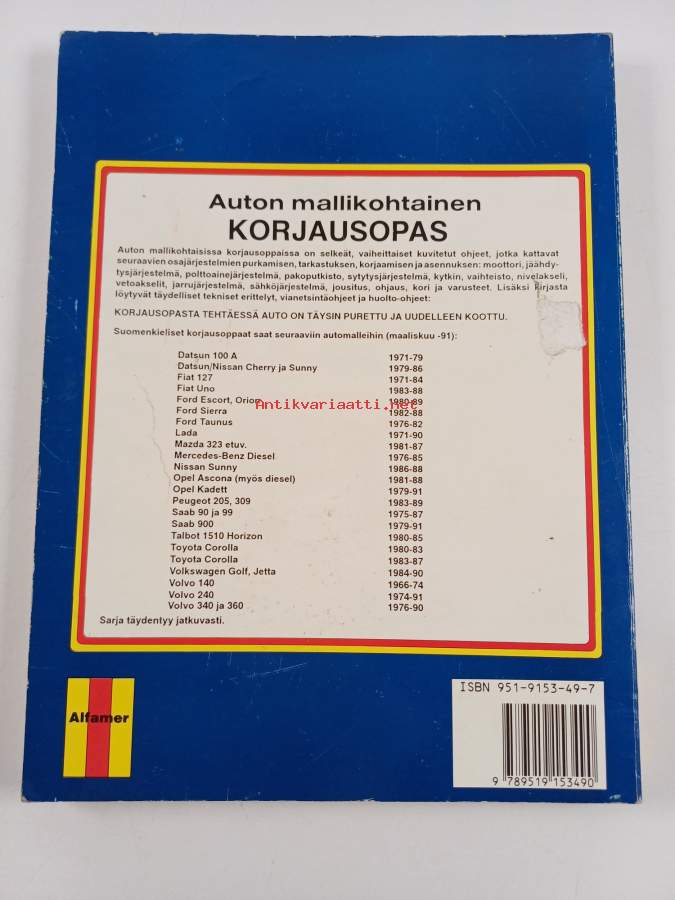 Auton mallikohtainen
KORJAUSOPAS
Auton mallikohtaisissa korjausoppaissa on selkeät, vaiheittaiset kuvitetut ohjeet, jotka kattavat
seuraavien osajärjestelmien purkamisen, tarkastuksen, korjaamisen ja asennuksen: moottori, jäähdy-
tysjärjestelmä, polttoainejärjestelmä, pakoputkisto, sytytysjärjestelmä, kytkin, vaihteisto, nivelakseli,
vetoakselit, jarrujärjestelmä, sähköjärjestelmä, jousitus, ohjaus, kori ja varusteet. Lisäksi kirjasta
löytyvät täydelliset tekniset erittelyt, vianetsintäohjeet ja huolto-ohjeet:
KORJAUSOPASTA TEHTÄESSÄ AUTO ON TÄYSIN PURETTU JA UUDELLEEN KOOTTU.
Suomenkieliset korjausoppaat saat seuraaviin automalleihin (maaliskuu -91):
Datsun 100 A 1971-79
Datsun/Nissan Cherry ja Sunny 1979-86
Fiat 127 1971-84
Fiat Uno 1983-88
Ford Escort, Orion 1980-89
Antikvariaatti.net
Ford Sierra 1982-88
Ford Taunus 1976-82
Lada 1971-90
Mazda 323 etuv. 1981-87
Mercedes-Benz Diesel 1976-85
Nissan Sunny 1986-88
Opel Ascona (myös diesel) 1981-88
Opel Kadett 1979-91
Peugeot 205, 309 1983-89
Saab 90 ja 99 1975-87
Saab 900 1979-91
Talbot 1510 Horizon 1980-85
Toyota Corolla 1980-83
Toyota Corolla 1983-87
Volkswagen Golf, Jetta 1984-90
Volvo 140 1966-74
Volvo 240 1974-91
Volvo 340 ja 360 1976-90
Sarja täydentyy jatkuvasti.
Alfamer
ISBN 951-9153-49-7
9 789519 153490